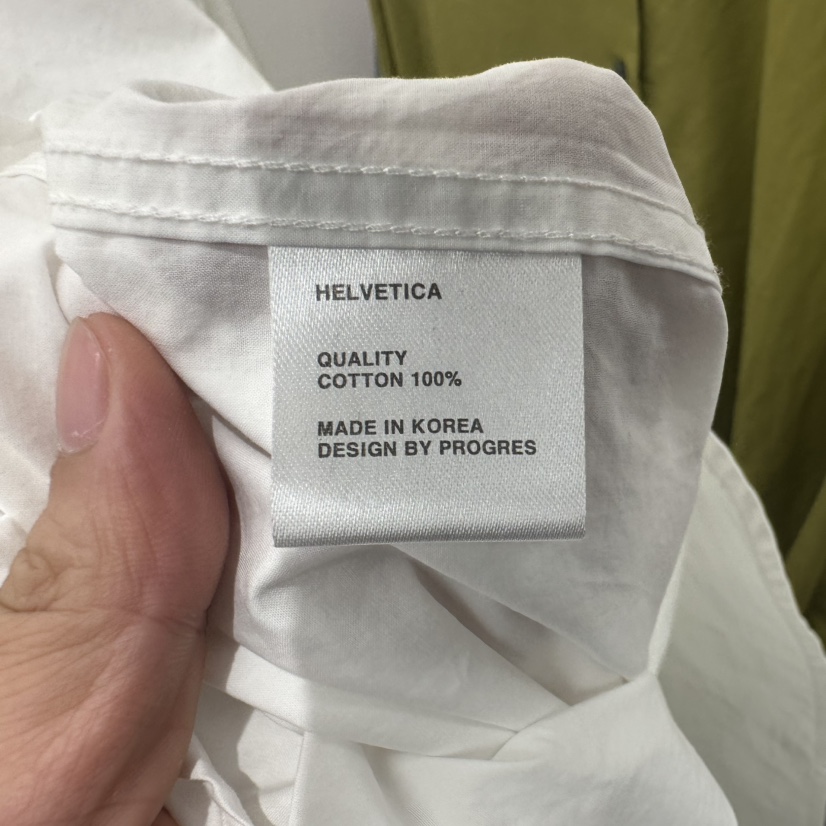 HELVETICA
QUALITY
COTTON 100%
MADE IN KOREA
DESIGN BY PROGRES